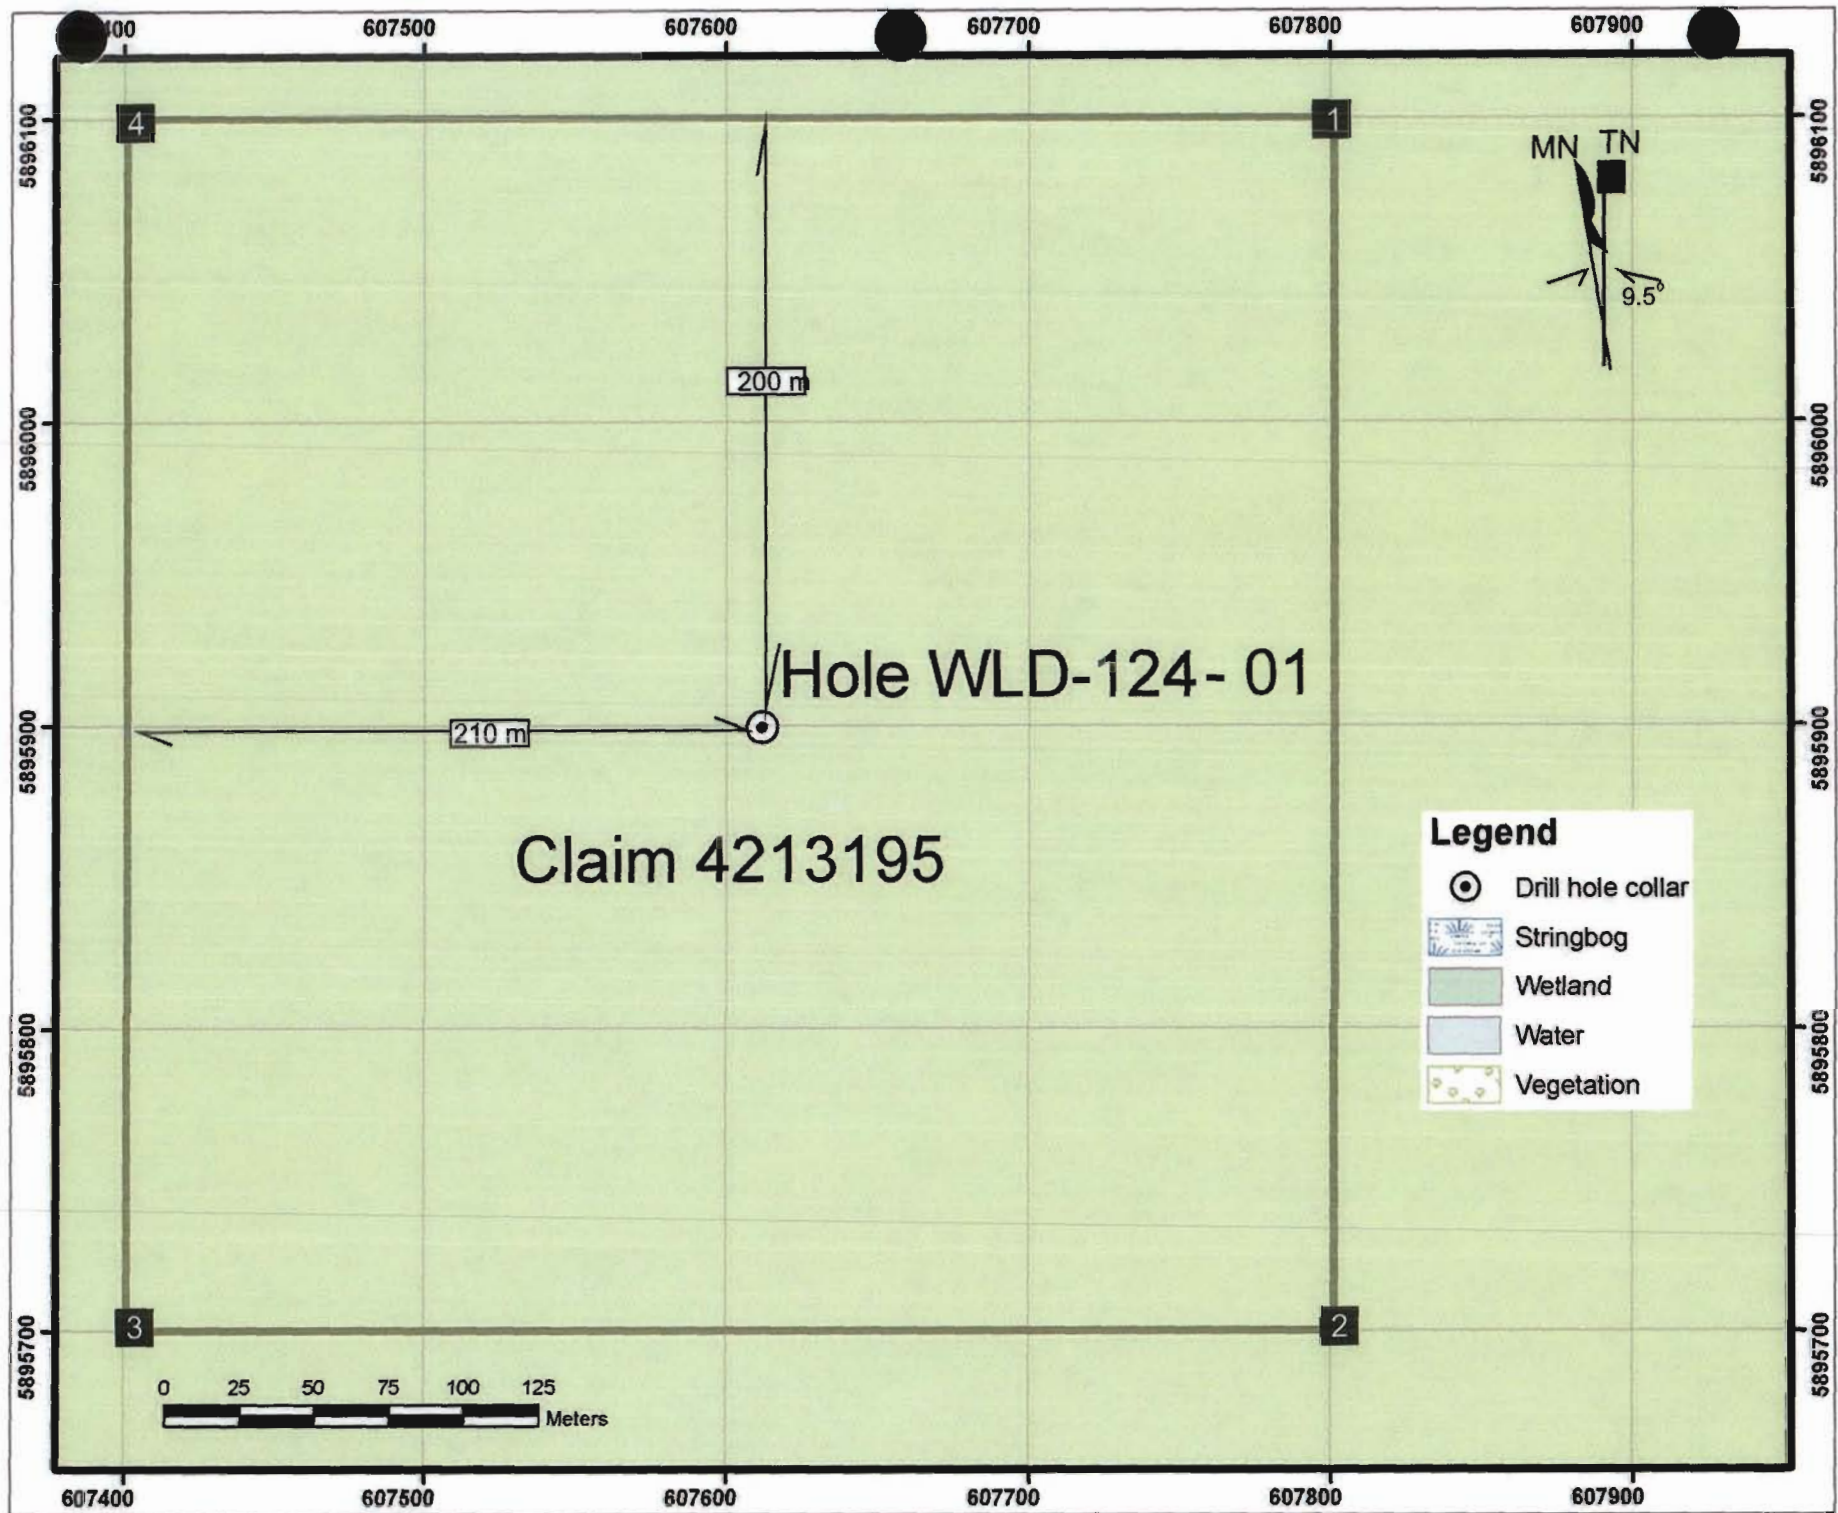 400 607500 607600 607700 607800 607900
4 1
5896100 5896100
MN TN
9.5°
200 m
5896000 5896000
Hole WLD-124- 01
5895900 5895900
210 m
Claim 4213195
Legend
Drill hole collar
Stringbog
Wetland
Water
Vegetation
5895800 5895800
3 2
5895700 5895700
0 25 50 75 100 125
Meters
607400 607500 607600 607700 607800 607900